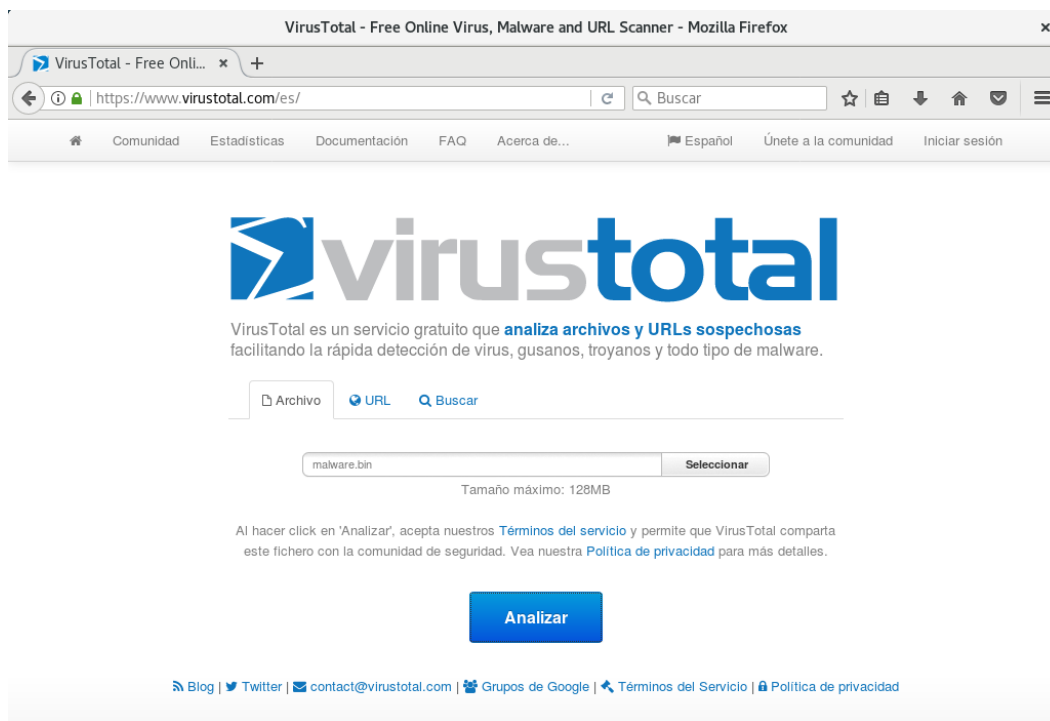 VirusTotal - Free Online Virus, Malware and URL Scanner - Mozilla Firefox
VirusTotal - Free Onli...
https://www.virustotal.com/es/
Buscar
Comunidad Estadísticas Documentación FAQ Acerca de... Español Únete a la comunidad Iniciar sesión
virustotal
VirusTotal es un servicio gratuito que analiza archivos y URLs sospechosas
facilitando la rápida detección de virus, gusanos, troyanos y todo tipo de malware.
Archivo URL Buscar
malware.bin Seleccionar
Tamaño máximo: 128MB
Al hacer click en 'Analizar', acepta nuestros Términos del servicio y permite que VirusTotal comparta
este fichero con la comunidad de seguridad. Vea nuestra Política de privacidad para más detalles.
Analizar
Blog | Twitter | contact@virustotal.com | Grupos de Google | Términos del Servicio | Política de privacidad